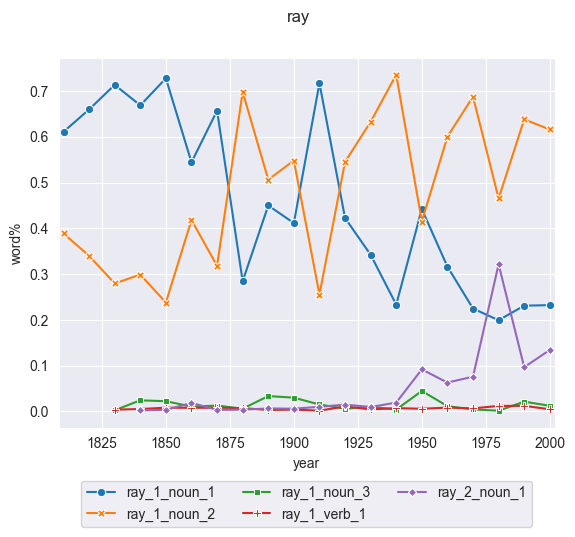 ray
0.7
0.6
0.5
0.4
0.3
0.2
0.1
0.0
word%
1825 1850 1875 1900 1925 1950 1975 2000
year
ray_1_noun_1 ray_1_noun_3 ray_2_noun_1
ray_1_noun_2 ray_1_verb_1